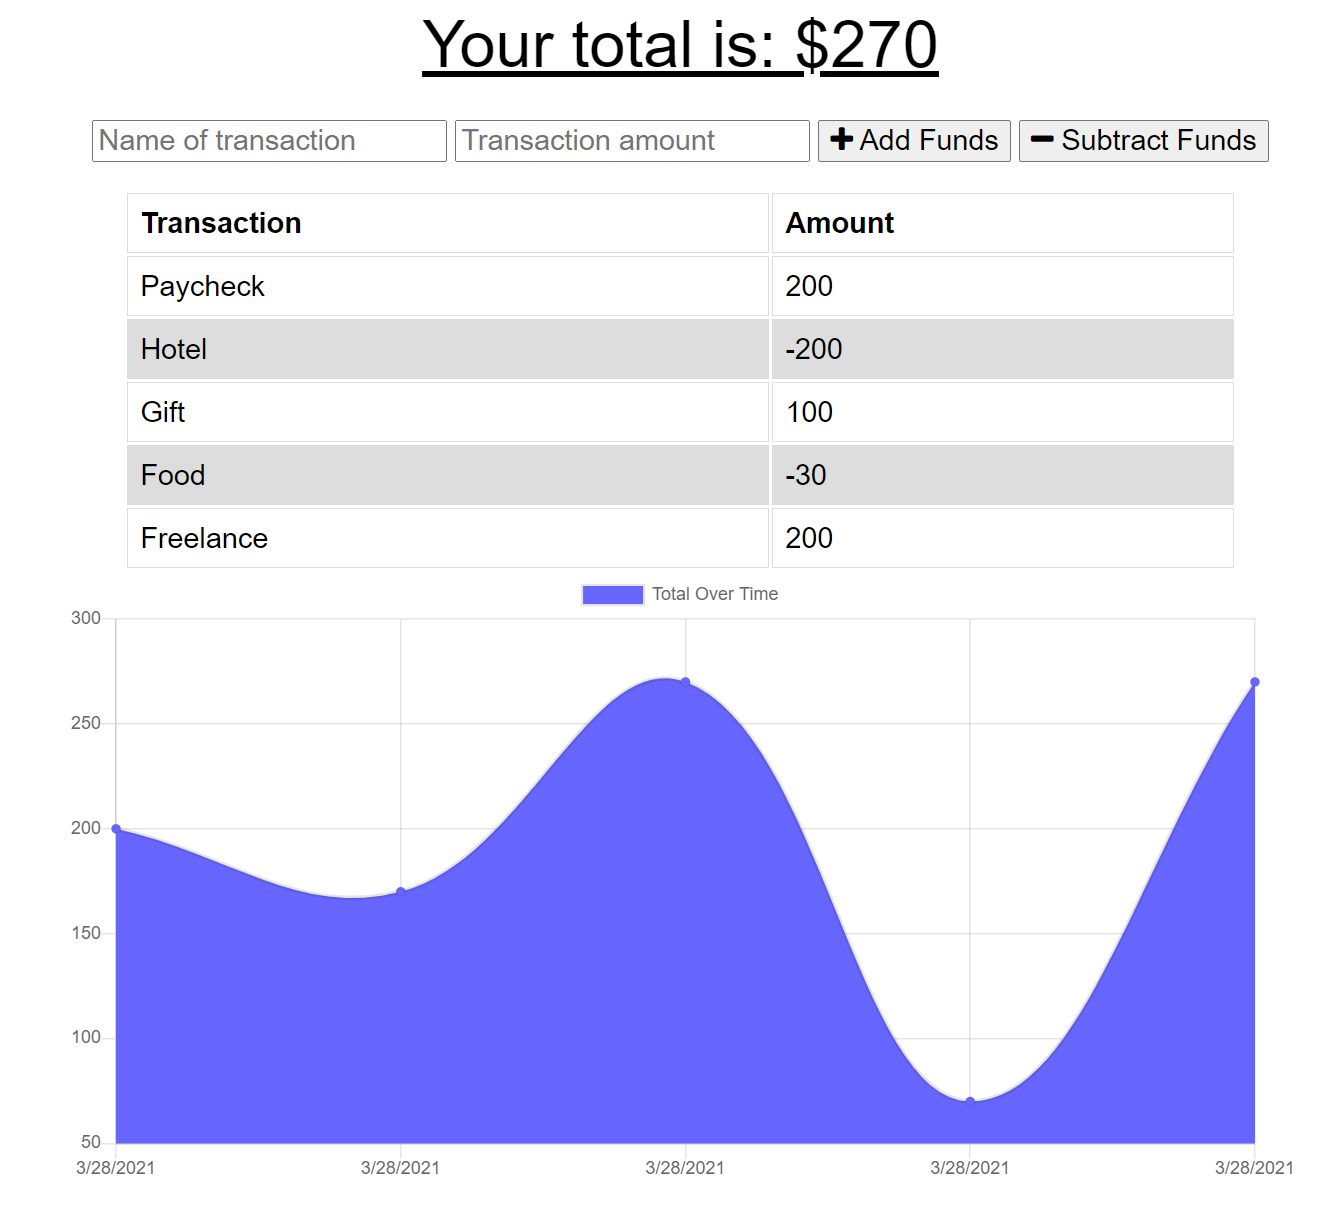 Your total is: $270
Name of transaction Transaction amount Add Funds Subtract Funds
Transaction Amount
Paycheck 200
Hotel -200
Gift 100
Food -30
Freelance 200
Total Over Time
300
250
200
150
100
50
3/28/2021 3/28/2021 3/28/2021 3/28/2021 3/28/2021